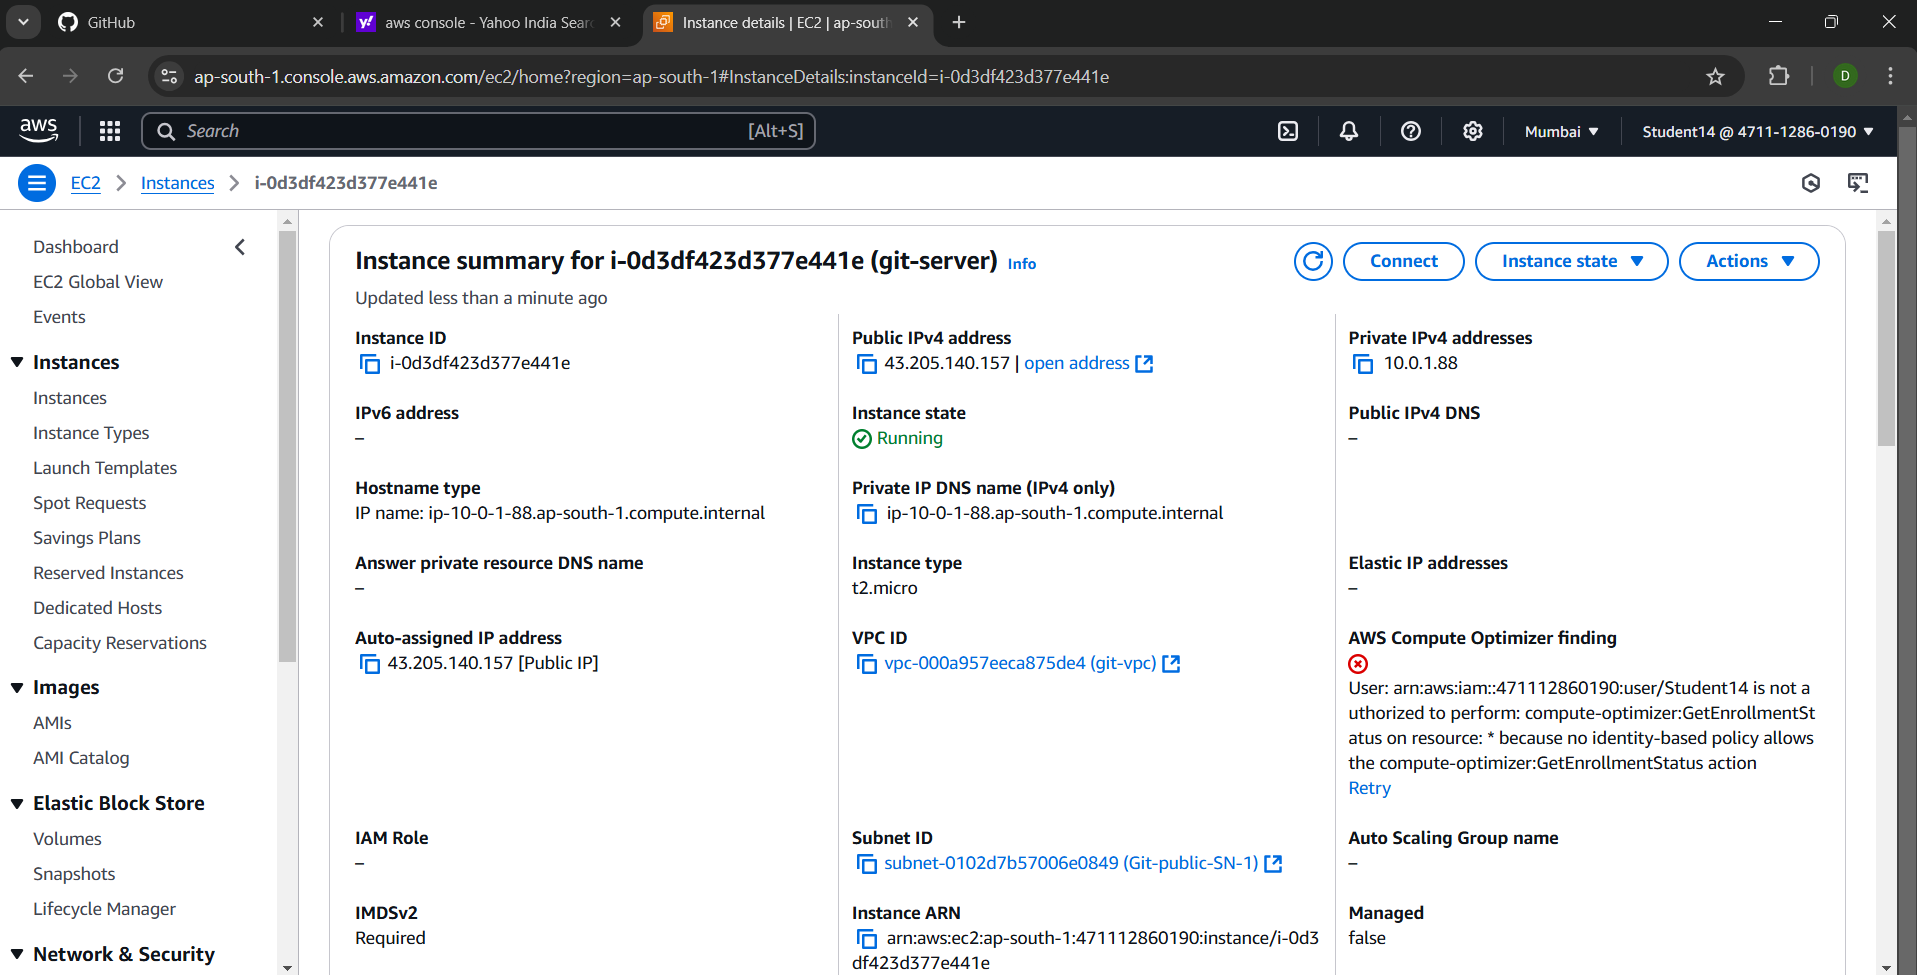 GitHub
aws console - Yahoo India Sear
Instance details | EC2 | ap-south
ap-south-1.console.aws.amazon.com/ec2/home?region=ap-south-1#InstanceDetails:instanceId=i-0d3df423d377e441e
D
aws
Search
[Alt+S]
Mumbai
Student14 @ 4711-1286-0190
EC2
Instances
i-0d3df423d377e441e
Dashboard
EC2 Global View
Events
Instances
Instances
Instance Types
Launch Templates
Spot Requests
Savings Plans
Reserved Instances
Dedicated Hosts
Capacity Reservations
Images
AMIs
AMI Catalog
Elastic Block Store
Volumes
Snapshots
Lifecycle Manager
Network & Security
Instance summary for i-0d3df423d377e441e (git-server) Info
Updated less than a minute ago
Connect
Instance state
Actions
Instance ID
i-0d3df423d377e441e
Public IPv4 address
43.205.140.157 | open address
Private IPv4 addresses
10.0.1.88
IPv6 address
–
Instance state
Running
Public IPv4 DNS
–
Hostname type
IP name: ip-10-0-1-88.ap-south-1.compute.internal
Private IP DNS name (IPv4 only)
ip-10-0-1-88.ap-south-1.compute.internal
Answer private resource DNS name
–
Instance type
t2.micro
Elastic IP addresses
–
Auto-assigned IP address
43.205.140.157 [Public IP]
VPC ID
vpc-000a957eeca875de4 (git-vpc)
AWS Compute Optimizer finding
User: arn:aws:iam::471112860190:user/Student14 is not a
uthorized to perform: compute-optimizer:GetEnrollmentSt
atus on resource: * because no identity-based policy allows
the compute-optimizer:GetEnrollmentStatus action
Retry
IAM Role
–
Subnet ID
subnet-0102d7b57006e0849 (Git-public-SN-1)
Auto Scaling Group name
–
IMDSv2
Required
Instance ARN
arn:aws:ec2:ap-south-1:471112860190:instance/i-0d3
df423d377e441e
Managed
false